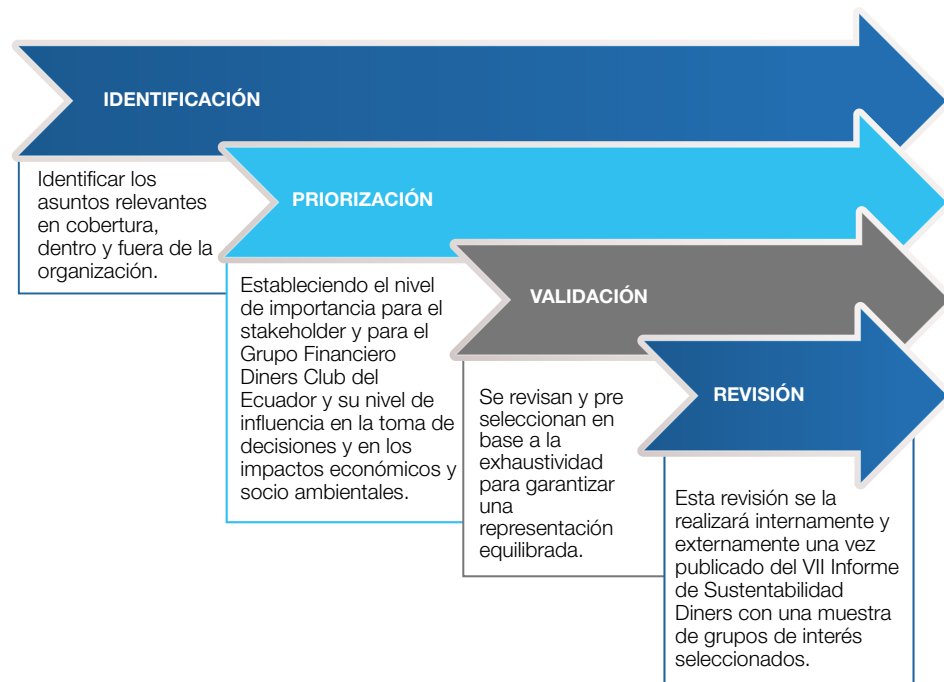 IDENTIFICACIÓN
Identificar los
asuntos relevantes
en cobertura,
dentro y fuera de la
organización.
PRIORIZACIÓN
Estableciendo el nivel
de importancia para el
stakeholder y para el
Grupo Financiero
Diners Club del
Ecuador y su nivel de
influencia en la toma de
decisiones y en los
impactos económicos y
socio ambientales.
VALIDACIÓN
Se revisan y pre
seleccionan en
base a la
exhaustividad
para garantizar
una
representación
equilibrada.
REVISIÓN
Esta revisión se la
realizará internamente y
externamente una vez
publicado del VII Informe
de Sustentabilidad
Diners con una muestra
de grupos de interés
seleccionados.